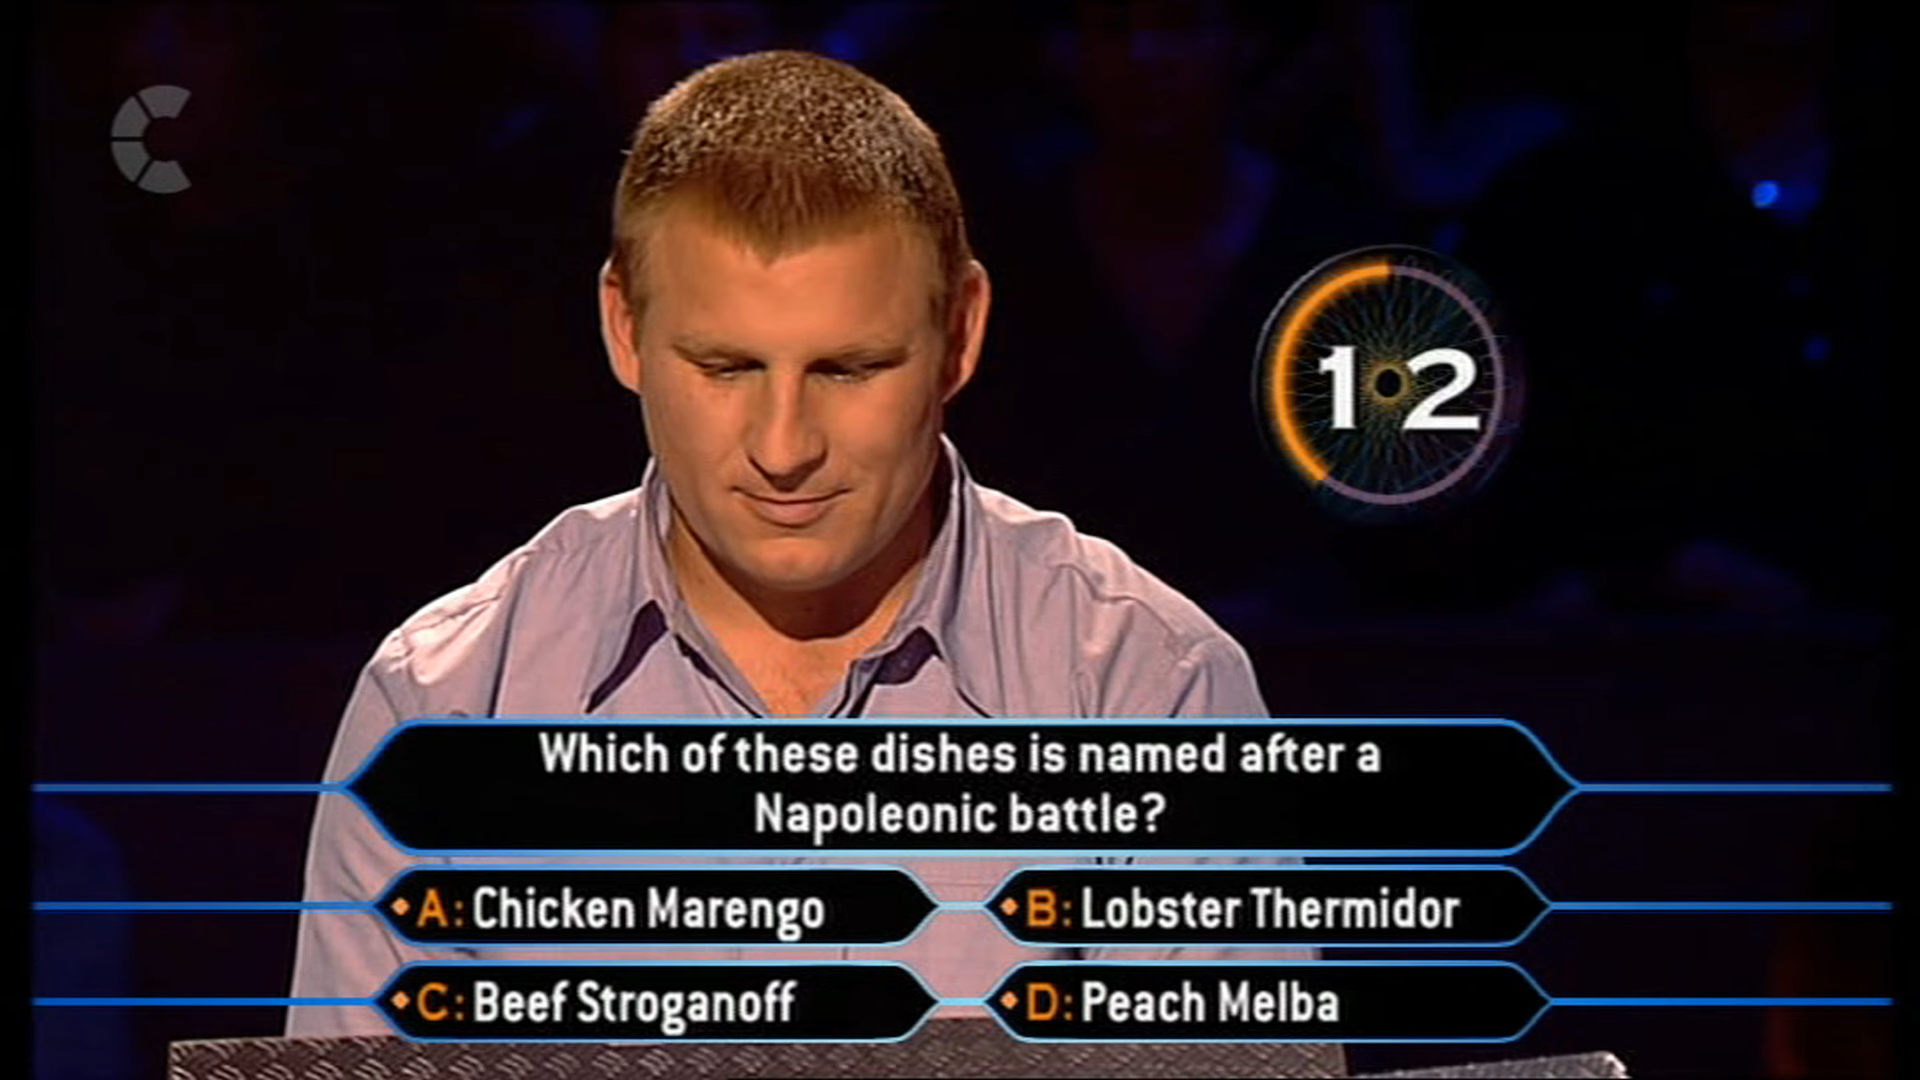 12
Which of these dishes is named after a
Napoleonic battle?
A: Chicken Marengo
B: Lobster Thermidor
C: Beef Stroganoff
D: Peach Melba